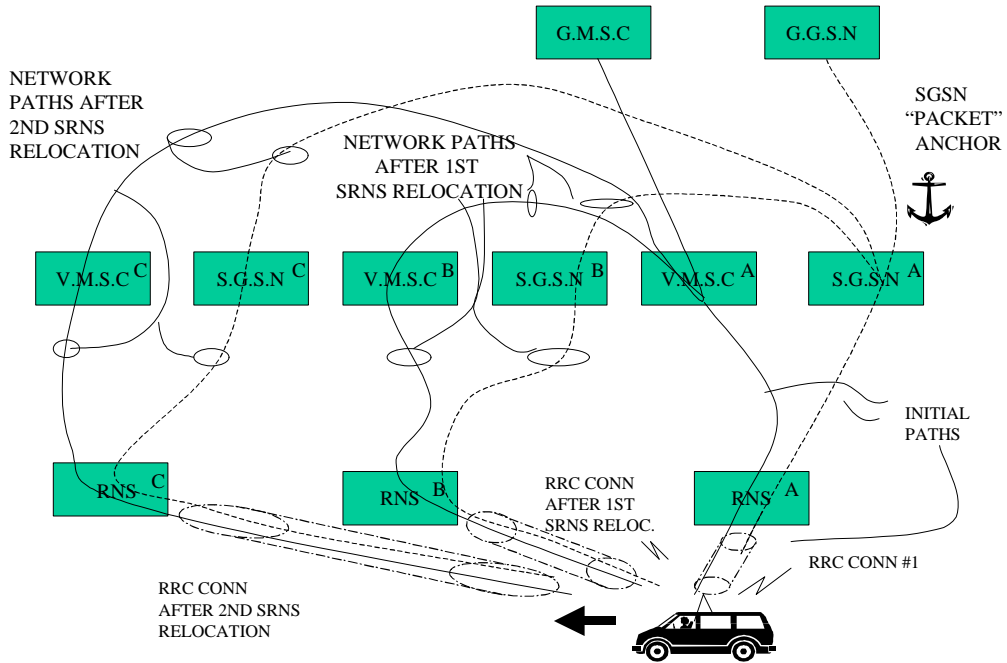 G.M.S.C
G.G.S.N
NETWORK
PATHS AFTER
2ND SRNS
RELOCATION
SGSN
“PACKET”
ANCHOR
NETWORK PATHS
AFTER 1ST
SRNS RELOCATION
V.M.S.C C
S.G.S.N C
V.M.S.C B
S.G.S.N B
V.M.S.C A
S.G.S.N A
INITIAL
PATHS
RNS C
RNS B
RNS A
RRC CONN
AFTER 1ST
SRNS RELOC.
RRC CONN #1
RRC CONN
AFTER 2ND SRNS
RELOCATION